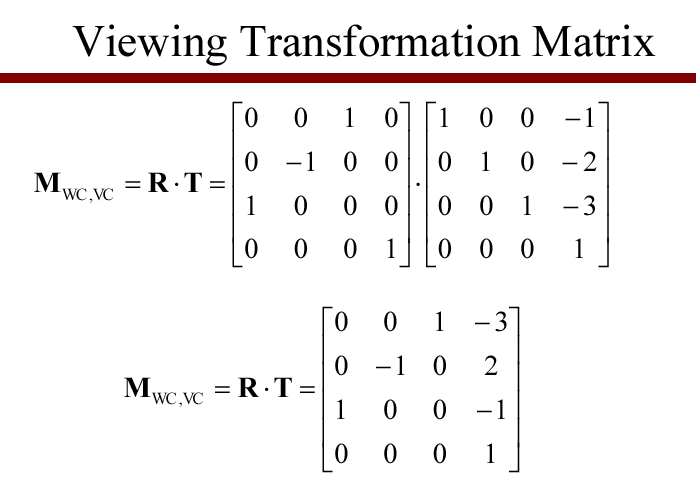 Viewing Transformation Matrix
M_WC,VC = R · T = [0 0 1 0; 0 −1 0 0; 1 0 0 0; 0 0 0 1] · [1 0 0 −1; 0 1 0 −2; 0 0 1 −3; 0 0 0 1]
M_WC,VC = R · T = [0 0 1 −3; 0 −1 0 2; 1 0 0 −1; 0 0 0 1]